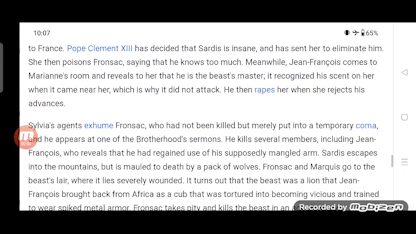 10:07
65%
to France. Pope Clement XIII has decided that Sardis is insane, and has sent her to eliminate him.
She then poisons Fronsac, saying that he knows too much. Meanwhile, Jean-François comes to
Marianne's room and reveals to her that he is the beast's master; it recognized his scent on her
when it came near her, which is why it did not attack. He then rapes her when she rejects his
advances.
Sylvia's agents exhume Fronsac, who had not been killed but merely put into a temporary coma,
and he appears at one of the Brotherhood's sermons. He kills several members, including Jean-
François, who reveals that he had regained use of his supposedly mangled arm. Sardis escapes
into the mountains, but is mauled to death by a pack of wolves. Fronsac and Marquis go to the
beast's lair, where it lies severely wounded. It turns out that the beast was a lion that Jean-
François brought back from Africa as a cub that was tortured into becoming vicious and trained
to wear spiked metal armor. Fronsac takes pity and kills the beast in an
Recorded by Mobizen